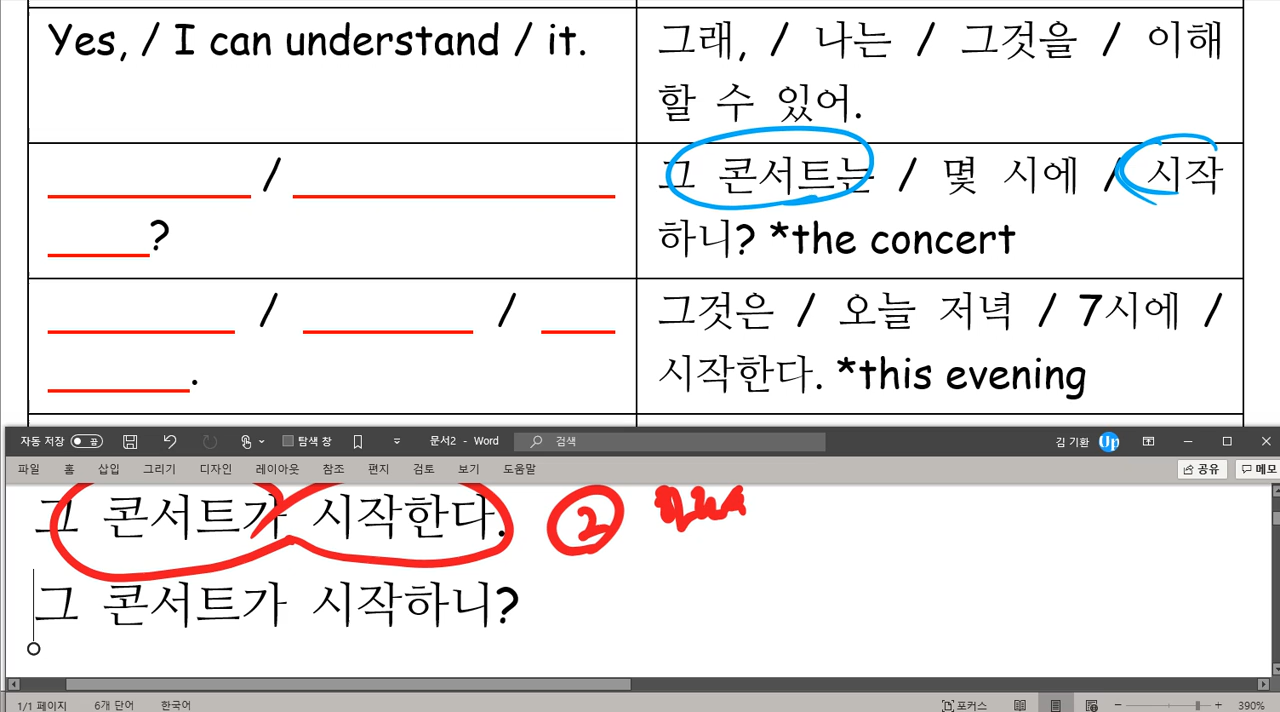 Yes, / I can understand / it.
그래, / 나는 / 그것을 / 이해
할 수 있어.
/
?
그 콘서트는 / 몇 시에 / 시작
하니? *the concert
/ /
.
그것은 / 오늘 저녁 / 7시에 /
시작한다. *this evening
자동 저장 문서2 - Word 검색 김 기환 Up
탐색 창
파일 홈 삽입 그리기 디자인 레이아웃 참조 편지 검토 보기 도움말 공유 메모
그 콘서트가 시작한다. ②
그 콘서트가 시작하니?
1/1 페이지 6개 단어 한국어 포커스 390%